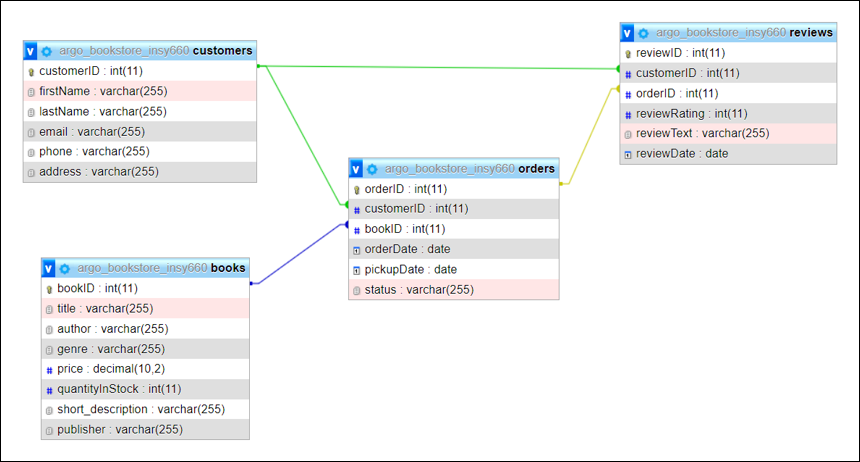 v argo_bookstore_insy660 customers
customerID : int(11)
firstName : varchar(255)
lastName : varchar(255)
email : varchar(255)
phone : varchar(255)
address : varchar(255)
v argo_bookstore_insy660 reviews
reviewID : int(11)
# customerID : int(11)
# orderID : int(11)
# reviewRating : int(11)
reviewText : varchar(255)
reviewDate : date
v argo_bookstore_insy660 orders
orderID : int(11)
# customerID : int(11)
# bookID : int(11)
orderDate : date
pickupDate : date
status : varchar(255)
v argo_bookstore_insy660 books
bookID : int(11)
title : varchar(255)
author : varchar(255)
genre : varchar(255)
# price : decimal(10,2)
# quantityInStock : int(11)
short_description : varchar(255)
publisher : varchar(255)